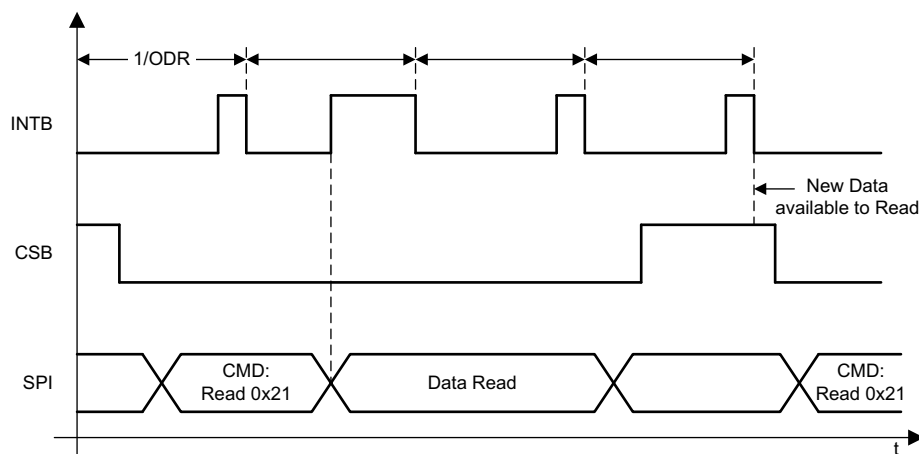 1/ODR
INTB
New Data
available to Read
CSB
SPI
CMD:
Read 0x21
Data Read
CMD:
Read 0x21
t